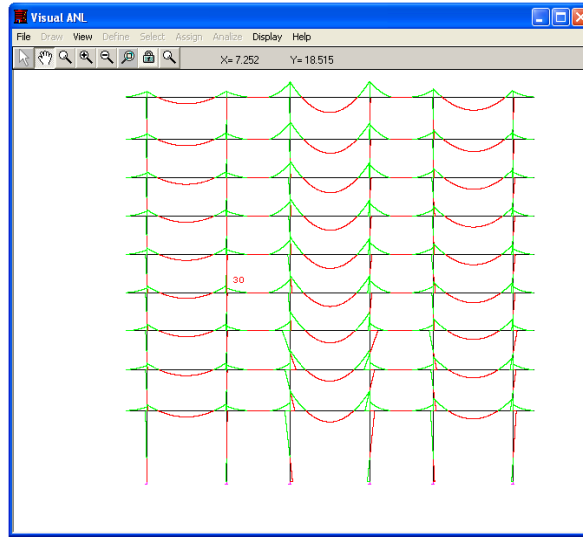 Visual ANL
File Draw View Define Select Assign Analize Display Help
X= 7.252 Y= 18.515
30